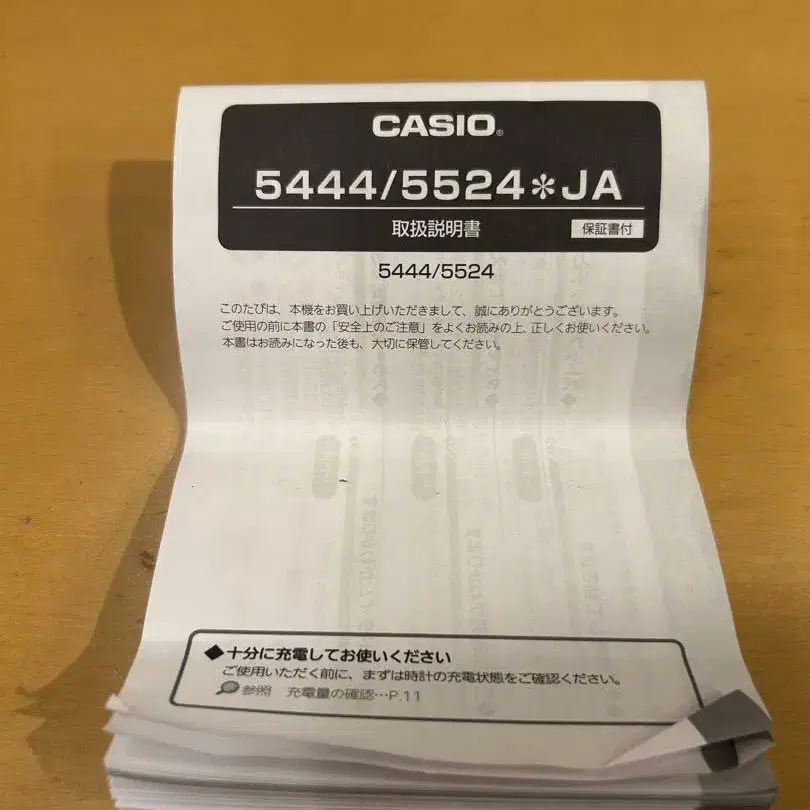 CASIO®
5444/5524*JA
取扱説明書 保証書付
5444/5524
このたびは、本機をお買い上げいただきまして、誠にありがとうございます。
ご使用の前に本書の「安全上のご注意」をよくお読みの上、正しくお使いください。
本書はお読みになった後も、大切に保管してください。
◆十分に充電してお使いください
ご使用いただく前に、まずは時計の充電状態をご確認ください。
参照 充電量の確認…P.11